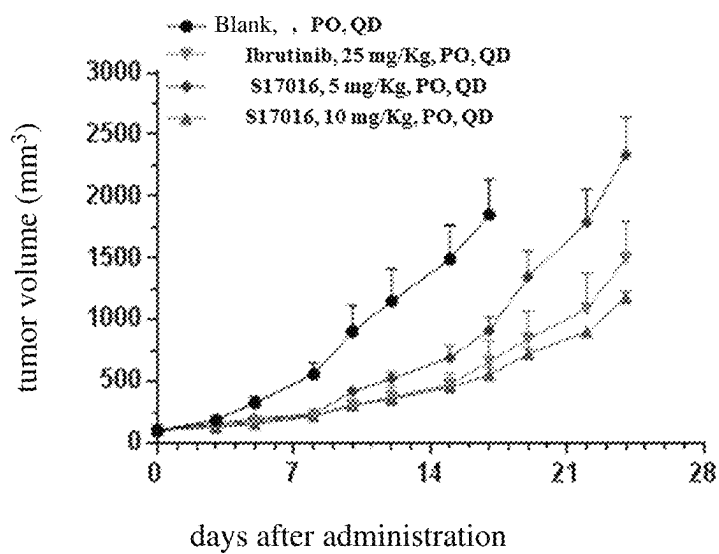 Blank, , PO, QD
Ibrutinib, 25 mg/Kg, PO, QD
S17016, 5 mg/Kg, PO, QD
S17016, 10 mg/Kg, PO, QD
3000
2500
2000
1500
1000
500
0
tumor volume (mm³)
0 7 14 21 28
days after administration